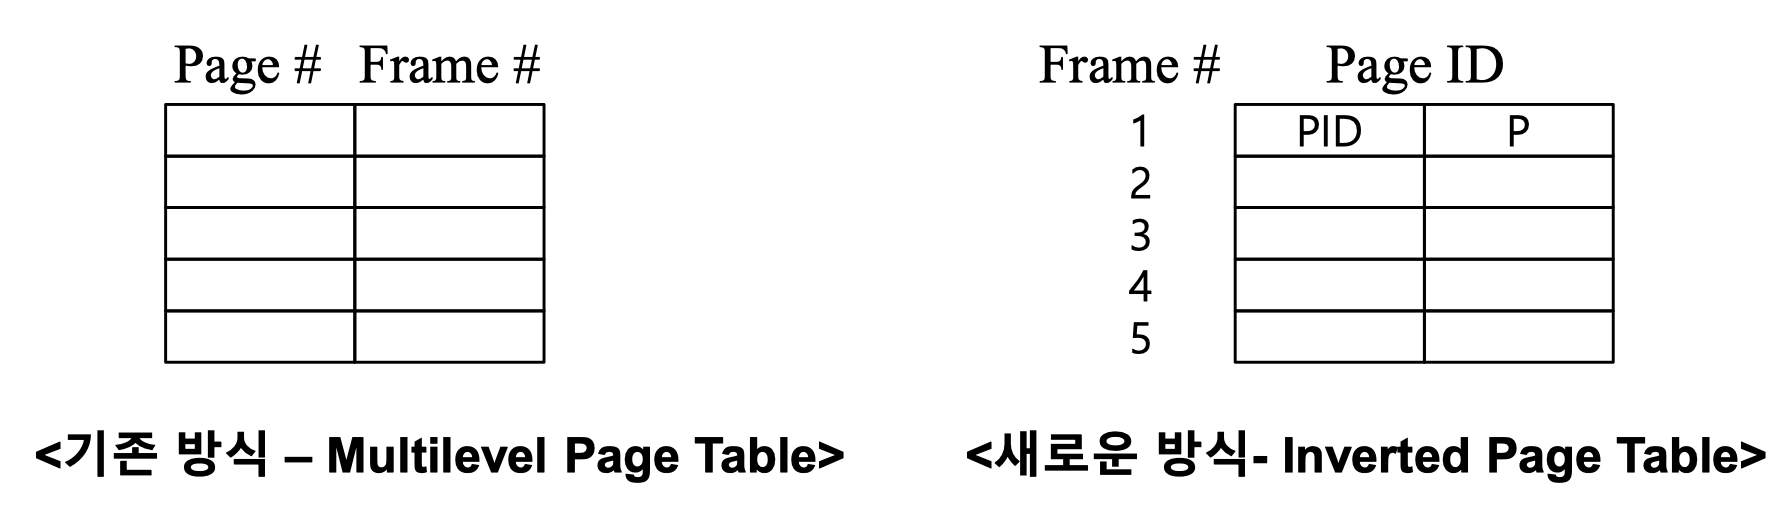 Page # Frame #
<기존 방식 – Multilevel Page Table>
Frame # Page ID
1 PID P
2
3
4
5
<새로운 방식- Inverted Page Table>